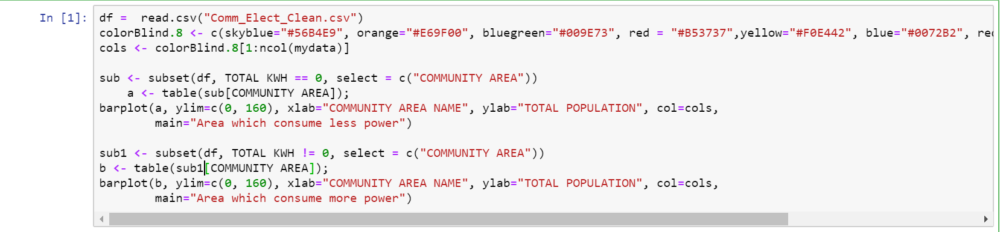 In [1]:
df =  read.csv("Comm_Elect_Clean.csv")
colorBlind.8 <- c(skyblue="#56B4E9", orange="#E69F00", bluegreen="#009E73", red = "#B53737",yellow="#F0E442", blue="#0072B2",
cols <- colorBlind.8[1:ncol(mydata)]
sub <- subset(df, TOTAL KWH == 0, select = c("COMMUNITY AREA"))
    a <- table(sub[COMMUNITY AREA]);
barplot(a, ylim=c(0, 160), xlab="COMMUNITY AREA NAME", ylab="TOTAL POPULATION", col=cols,
        main="Area which consume less power")
sub1 <- subset(df, TOTAL KWH != 0, select = c("COMMUNITY AREA"))
b <- table(sub1[COMMUNITY AREA]);
barplot(b, ylim=c(0, 160), xlab="COMMUNITY AREA NAME", ylab="TOTAL POPULATION", col=cols,
        main="Area which consume more power")